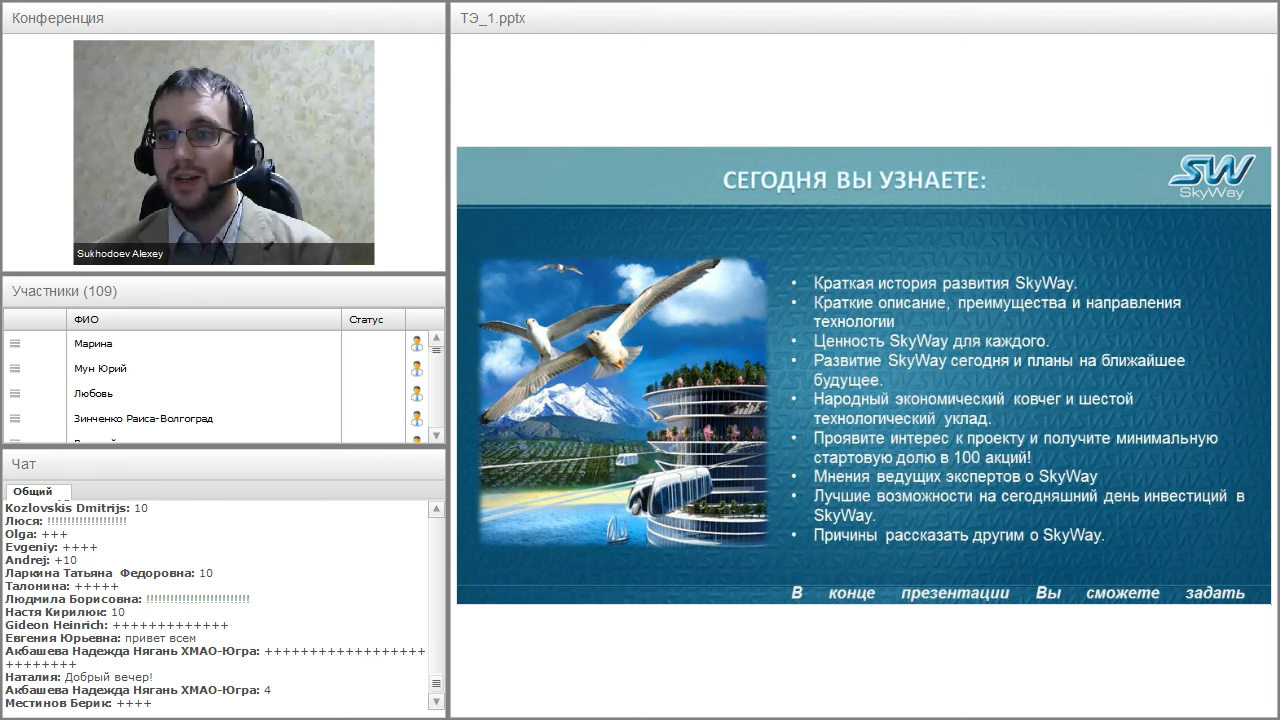 Конференция
Sukhodoev Alexey
Участники (109)
ФИО
Статус
Марина
Мун Юрий
Любовь
Зинченко Раиса-Волгоград
Чат
Общий
Kozlovskis Dmitrijs: 10
Люся: !!!!!!!!!!!!!!!!!!!!
Olga: +++
Evgeniy: ++++
Andrej: +10
Ларкина Татьяна Федоровна: 10
Талонина: +++++
Людмила Борисовна: !!!!!!!!!!!!!!!!!!!!!!!!!!
Настя Кирилюк: 10
Gideon Heinrich: +++++++++++++
Евгения Юрьевна: привет всем
Акбашева Надежда Нягань ХМАО-Югра: ++++++++++++++++++
++++++++
Наталия: Добрый вечер!
Акбашева Надежда Нягань ХМАО-Югра: 4
Местинов Берик: ++++
ТЭ_1.pptx
СЕГОДНЯ ВЫ УЗНАЕТЕ:
SW
SkyWay
• Краткая история развития SkyWay.
• Краткие описание, преимущества и направления
технологии
• Ценность SkyWay для каждого.
• Развитие SkyWay сегодня и планы на ближайшее
будущее.
• Народный экономический ковчег и шестой
технологический уклад.
• Проявите интерес к проекту и получите минимальную
стартовую долю в 100 акций!
• Мнения ведущих экспертов о SkyWay
• Лучшие возможности на сегодняшний день инвестиций в
SkyWay.
• Причины рассказать другим о SkyWay.
В конце презентации Вы сможете задать